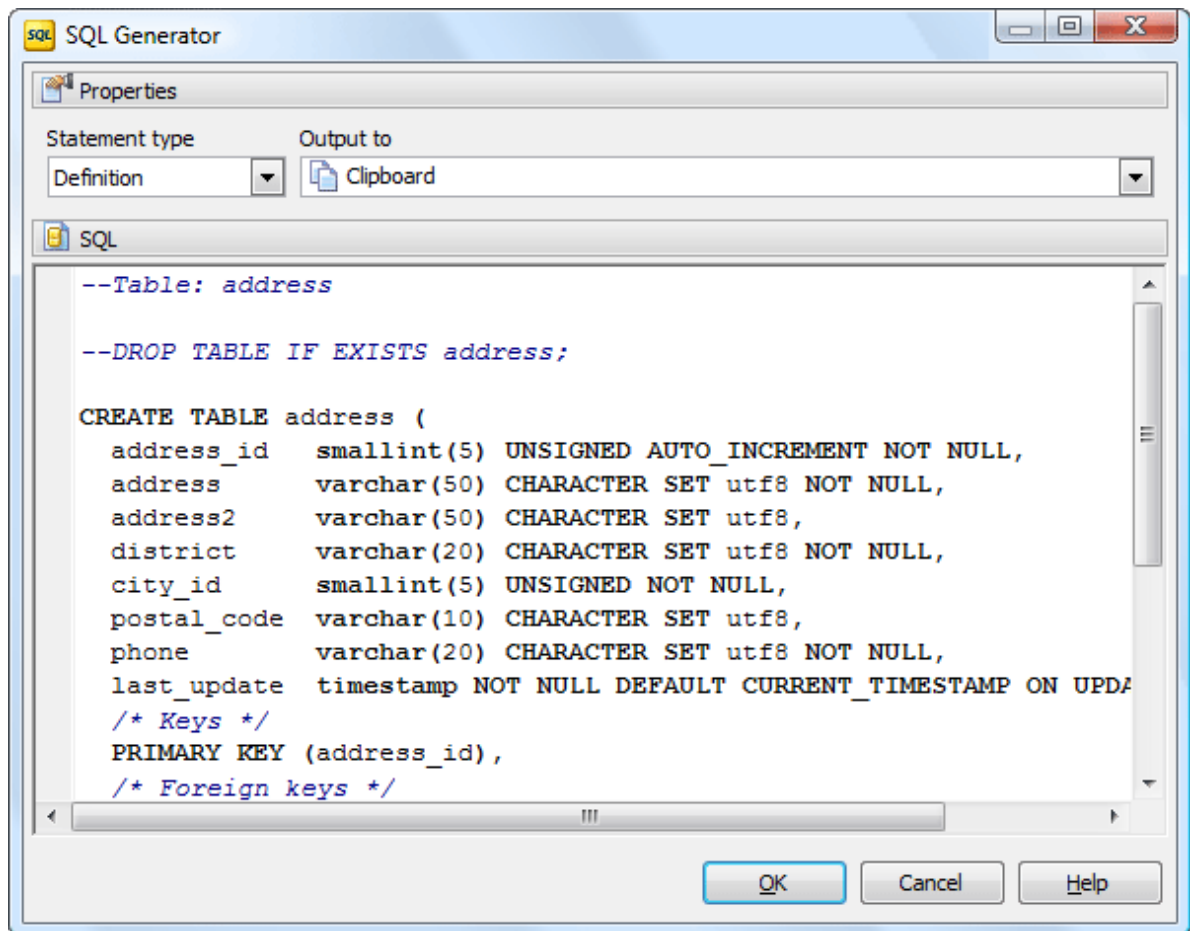 SQL SQL Generator
Properties
Statement type Output to
Definition Clipboard
SQL
--Table: address
--DROP TABLE IF EXISTS address;
CREATE TABLE address (
address_id smallint(5) UNSIGNED AUTO_INCREMENT NOT NULL,
address varchar(50) CHARACTER SET utf8 NOT NULL,
address2 varchar(50) CHARACTER SET utf8,
district varchar(20) CHARACTER SET utf8 NOT NULL,
city_id smallint(5) UNSIGNED NOT NULL,
postal_code varchar(10) CHARACTER SET utf8,
phone varchar(20) CHARACTER SET utf8 NOT NULL,
last_update timestamp NOT NULL DEFAULT CURRENT_TIMESTAMP ON UPDA
/* Keys */
PRIMARY KEY (address_id),
/* Foreign keys */
OK Cancel Help